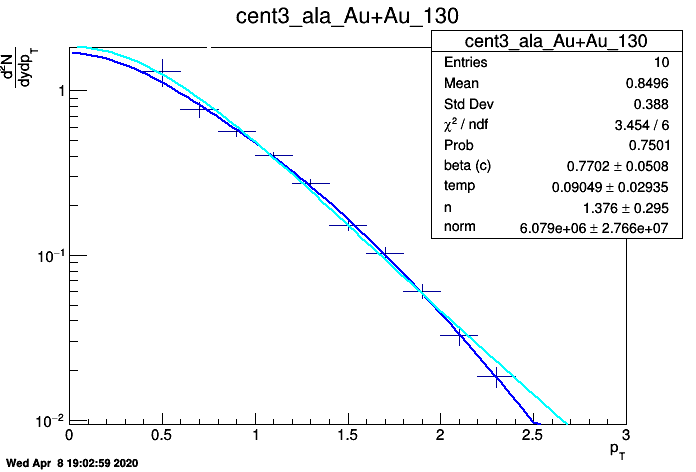 cent3_ala_Au+Au_130
cent3_ala_Au+Au_130
Entries 10
Mean 0.8496
Std Dev 0.388
χ² / ndf 3.454 / 6
Prob 0.7501
beta (c) 0.7702 ± 0.0508
temp 0.09049 ± 0.02935
n 1.376 ± 0.295
norm 6.079e+06 ± 2.766e+07
d²N
dydp_T
1
10⁻¹
10⁻²
0 0.5 1 1.5 2 2.5 3
p_T
Wed Apr 8 19:02:59 2020